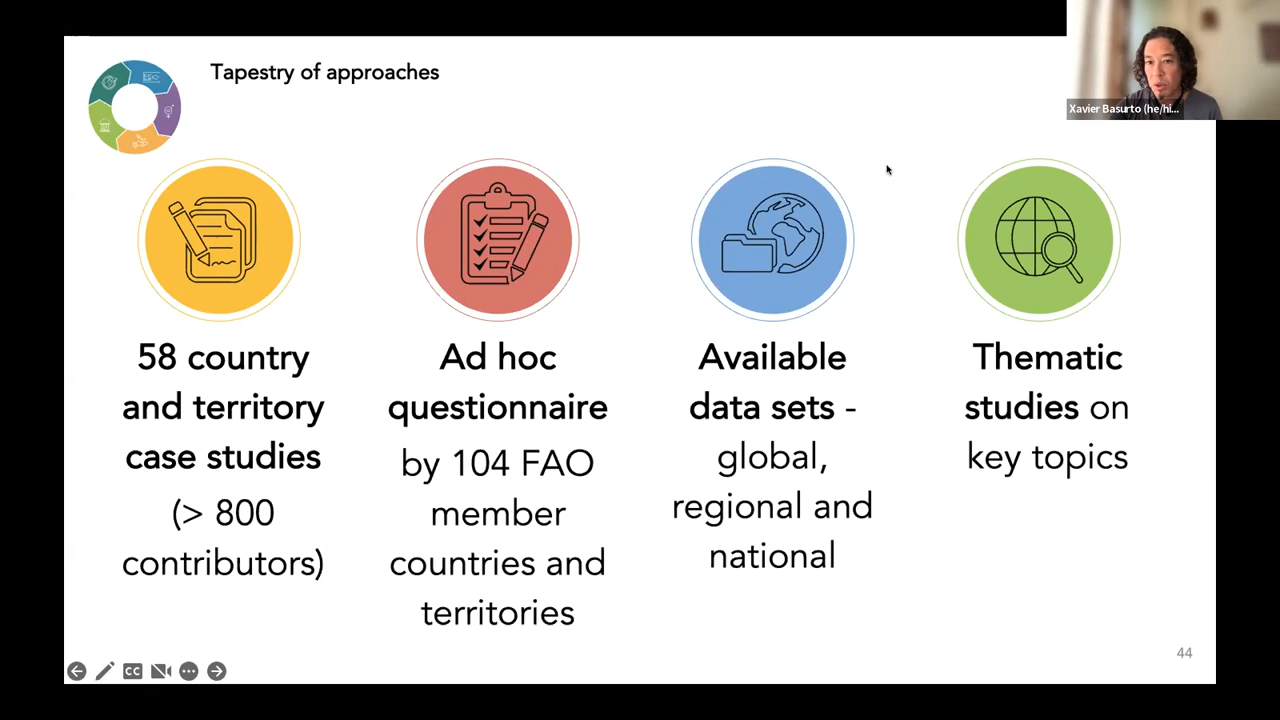 Tapestry of approaches
Xavier Basurto (he/hi...
58 country
and territory
case studies
(> 800
contributors)
Ad hoc
questionnaire
by 104 FAO
member
countries and
territories
Available
data sets -
global,
regional and
national
Thematic
studies on
key topics
44
CC